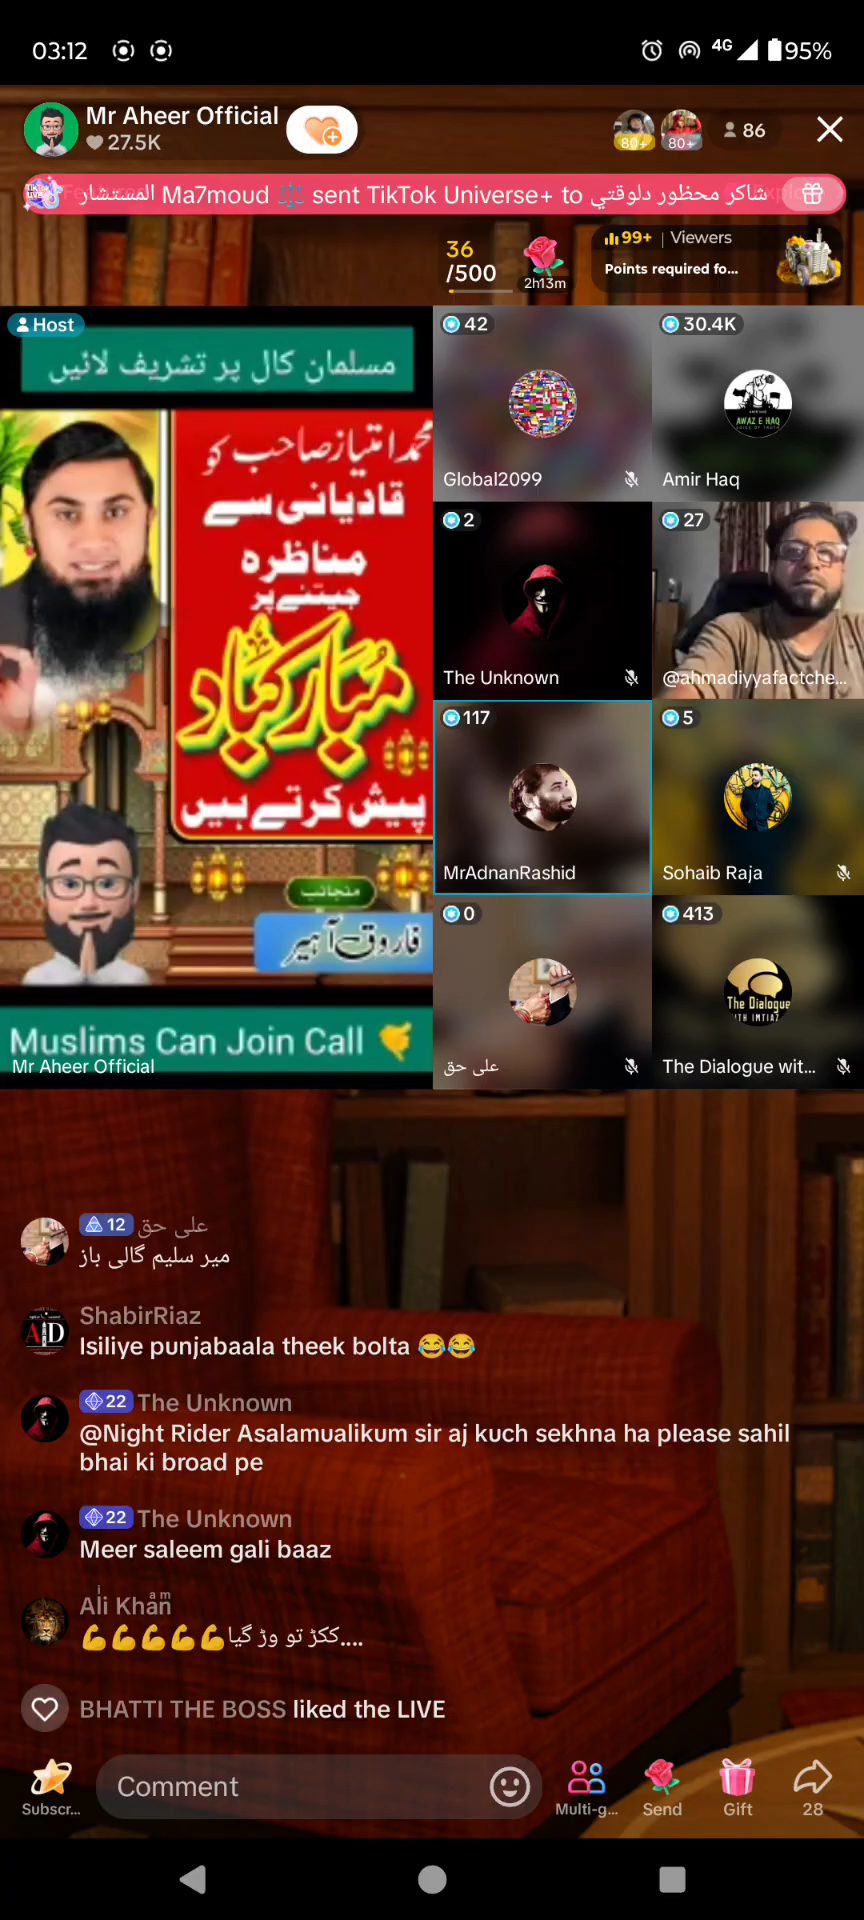 03:12
4G
95%
Mr Aheer Official
27.5K
80+
80+
86
المستشار Ma7moud ⚖️ sent TikTok Universe+ to شاكر محظور دلوقتي
36
/500
2h13m
99+ | Viewers
Points required fo...
Host
مسلمان کال پر تشریف لائیں
محمد امتیاز صاحب کو
قادیانی سے
مناظرہ
جیتنے پر
مُبارکباد
پیش کرتے ہیں
منجانب
فاروق آہیر
Muslims Can Join Call
Mr Aheer Official
42
Global2099
30.4K
AWAZ E HAQ
Amir Haq
2
The Unknown
27
@ahmadiyyafactche...
117
MrAdnanRashid
5
Sohaib Raja
0
علی حق
413
The Dialogue
WITH IMTIAZ
The Dialogue wit...
12 علی حق
میر سلیم گالی باز
AID
ShabirRiaz
Isiliye punjabaala theek bolta 😂😂
22 The Unknown
@Night Rider Asalamualikum sir aj kuch sekhna ha please sahil
bhai ki broad pe
22 The Unknown
Meer saleem gali baaz
Ali Khan
💪💪💪💪💪ککڑ تو وڑ گیا....
BHATTI THE BOSS liked the LIVE
Subscr...
Comment
Multi-g...
Send
Gift
28